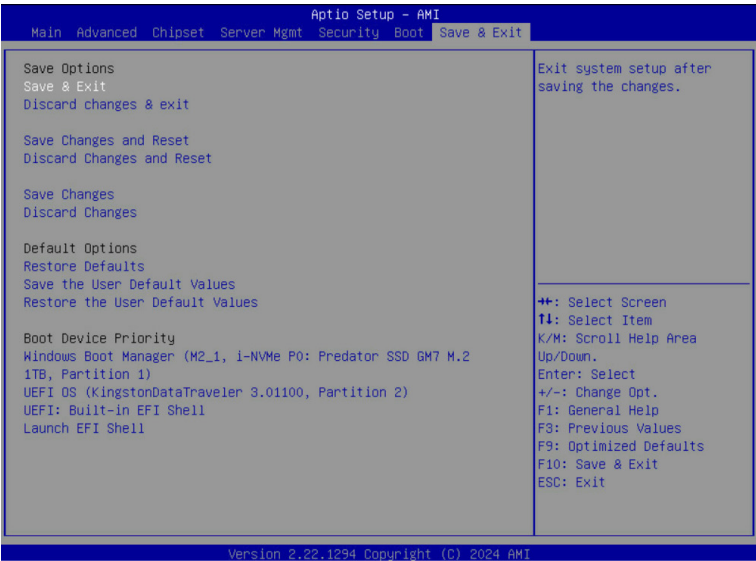 Aptio Setup - AMI
Main Advanced Chipset Server Mgmt Security Boot Save & Exit
Save Options
Save & Exit
Discard changes & exit
Save Changes and Reset
Discard Changes and Reset
Save Changes
Discard Changes
Default Options
Restore Defaults
Save the User Default Values
Restore the User Default Values
Boot Device Priority
Windows Boot Manager (M2_1, i-NVMe P0: Predator SSD GM7 M.2
1TB, Partition 1)
UEFI OS (KingstonDataTraveler 3.01100, Partition 2)
UEFI: Built-in EFI Shell
Launch EFI Shell
Exit system setup after
saving the changes.
→←: Select Screen
↑↓: Select Item
K/M: Scroll Help Area
Up/Down.
Enter: Select
+/-: Change Opt.
F1: General Help
F3: Previous Values
F9: Optimized Defaults
F10: Save & Exit
ESC: Exit
Version 2.22.1294 Copyright (C) 2024 AMI